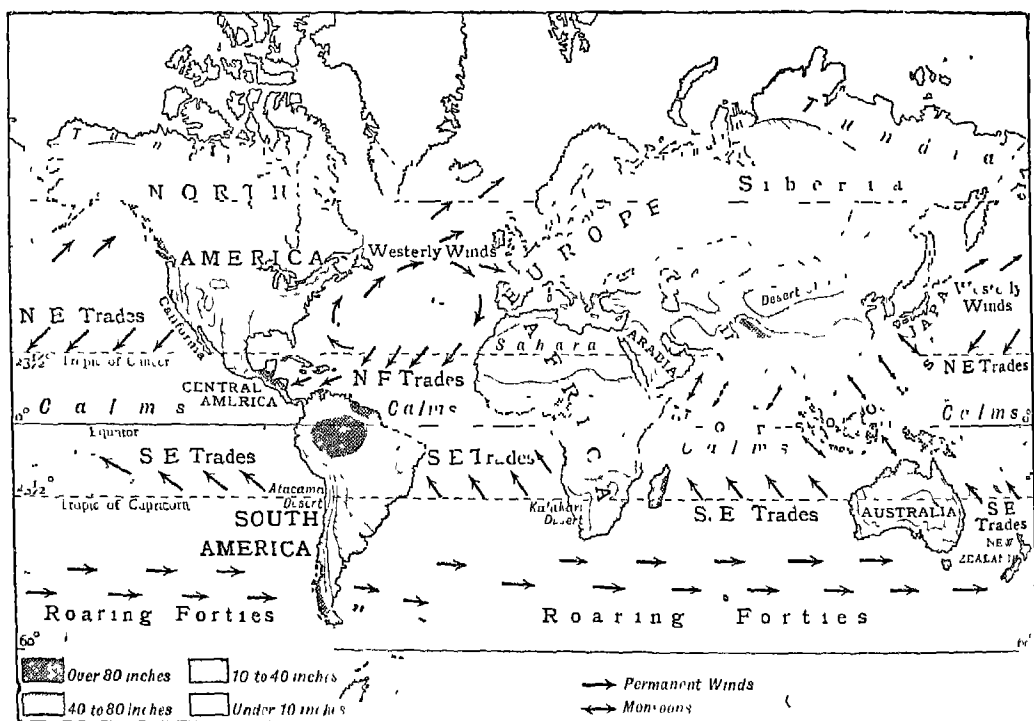 T u n d r a
N O R T H
Siberia
EUROPE
AMERICA
Westerly Winds
Westerly
Winds
JAPAN
Desert of
California
N E Trades
Sahara
ARABIA
AFRICA
23½° Tropic of Cancer
N E Trades
N E Trades
CENTRAL
AMERICA
0° Calms
Calms
Calms
Calms
Equator
S E Trades
S E Trades
23½°
Atacama
Desert
Tropic of Capricorn
Kalahari
Desert
S.E Trades
AUSTRALIA
S E
Trades
NEW
ZEALAND
SOUTH
AMERICA
Roaring Forties
Roaring Forties
60°
Over 80 inches
10 to 40 inches
40 to 80 inches
Under 10 inches
Permanent Winds
Monsoons